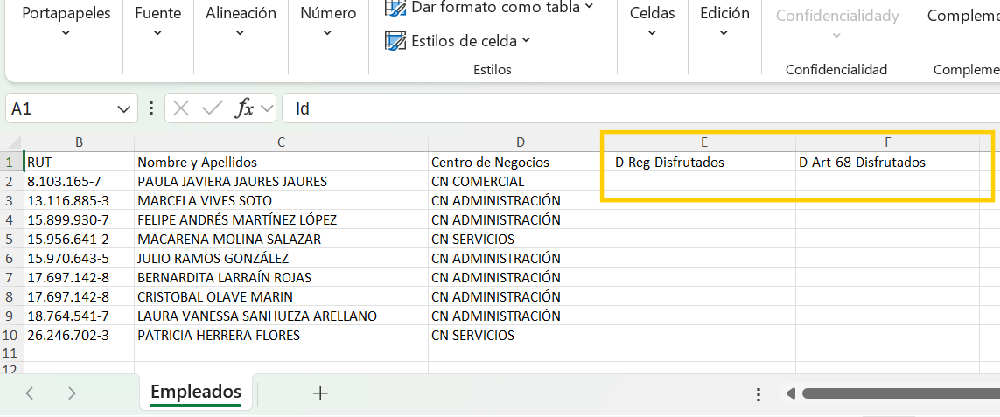 Portapapeles Fuente Alineación Número Dar formato como tabla Celdas Edición Confidencialidady Compleme
Estilos de celda
Estilos Confidencialidad Compleme
A1 fx Id
B C D E F
1 RUT Nombre y Apellidos Centro de Negocios D-Reg-Disfrutados D-Art-68-Disfrutados
2 8.103.165-7 PAULA JAVIERA JAURES JAURES CN COMERCIAL
3 13.116.885-3 MARCELA VIVES SOTO CN ADMINISTRACIÓN
4 15.899.930-7 FELIPE ANDRÉS MARTÍNEZ LÓPEZ CN ADMINISTRACIÓN
5 15.956.641-2 MACARENA MOLINA SALAZAR CN SERVICIOS
6 15.970.643-5 JULIO RAMOS GONZÁLEZ CN ADMINISTRACIÓN
7 17.697.142-8 BERNARDITA LARRAÍN ROJAS CN ADMINISTRACIÓN
8 17.697.142-8 CRISTOBAL OLAVE MARIN CN ADMINISTRACIÓN
9 18.764.541-7 LAURA VANESSA SANHUEZA ARELLANO CN ADMINISTRACIÓN
10 26.246.702-3 PATRICIA HERRERA FLORES CN SERVICIOS
11
12
Empleados